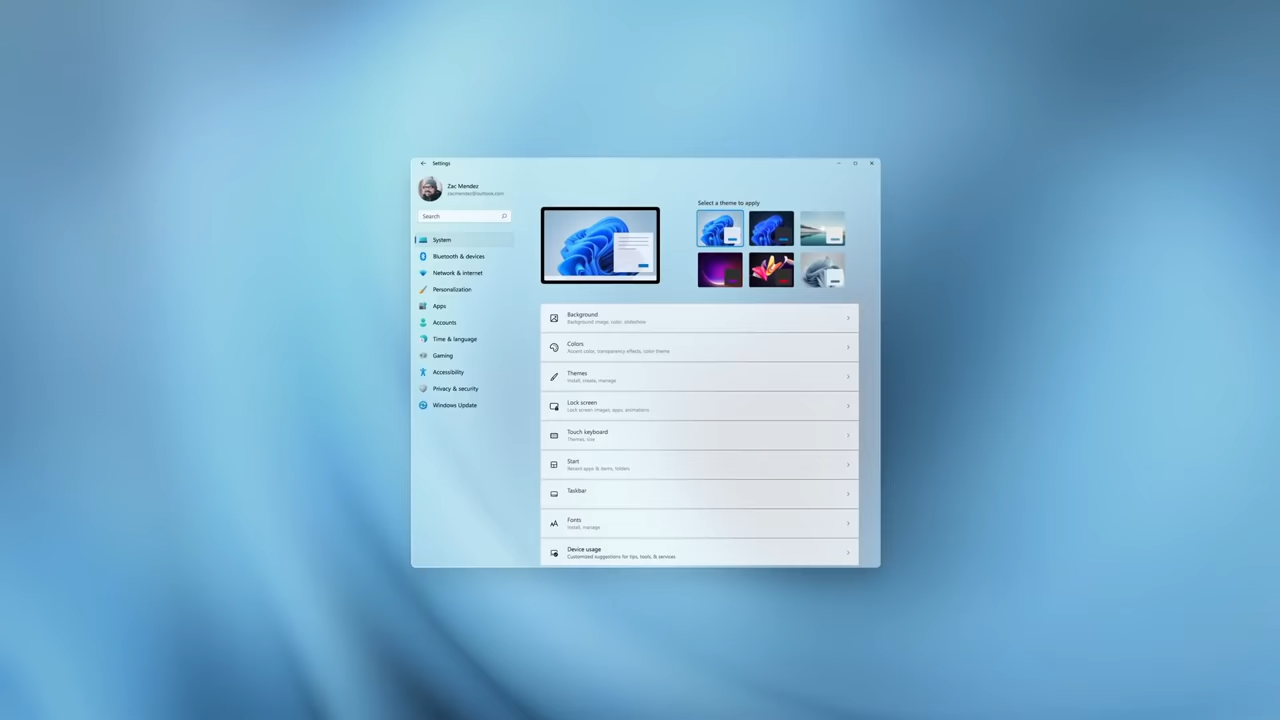 Settings
Zac Mendez
zacmendez@outlook.com
Search
System
Bluetooth & devices
Network & internet
Personalization
Apps
Accounts
Time & language
Gaming
Accessibility
Privacy & security
Windows Update
Select a theme to apply
Background
Background image, color, slideshow
Colors
Accent color, transparency effects, color theme
Themes
Install, create, manage
Lock screen
Lock screen images, apps, animations
Touch keyboard
Themes, size
Start
Recent apps & items, folders
Taskbar
Fonts
Install, manage
Device usage
Customized suggestions for tips, tools, & services